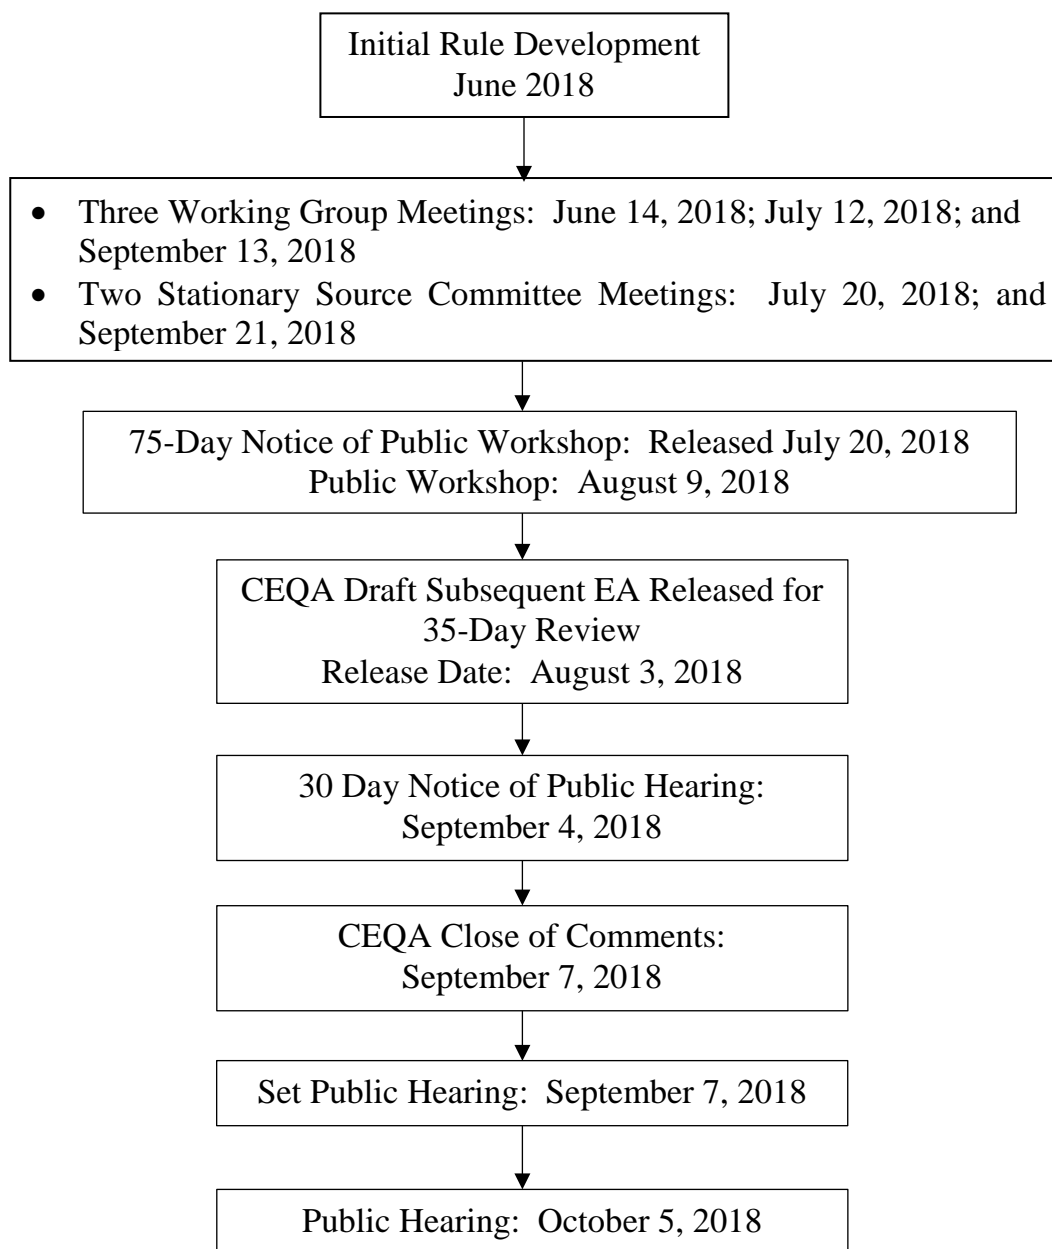 Initial Rule Development
June 2018
• Three Working Group Meetings: June 14, 2018; July 12, 2018; and
September 13, 2018
• Two Stationary Source Committee Meetings: July 20, 2018; and
September 21, 2018
75-Day Notice of Public Workshop: Released July 20, 2018
Public Workshop: August 9, 2018
CEQA Draft Subsequent EA Released for
35-Day Review
Release Date: August 3, 2018
30 Day Notice of Public Hearing:
September 4, 2018
CEQA Close of Comments:
September 7, 2018
Set Public Hearing: September 7, 2018
Public Hearing: October 5, 2018